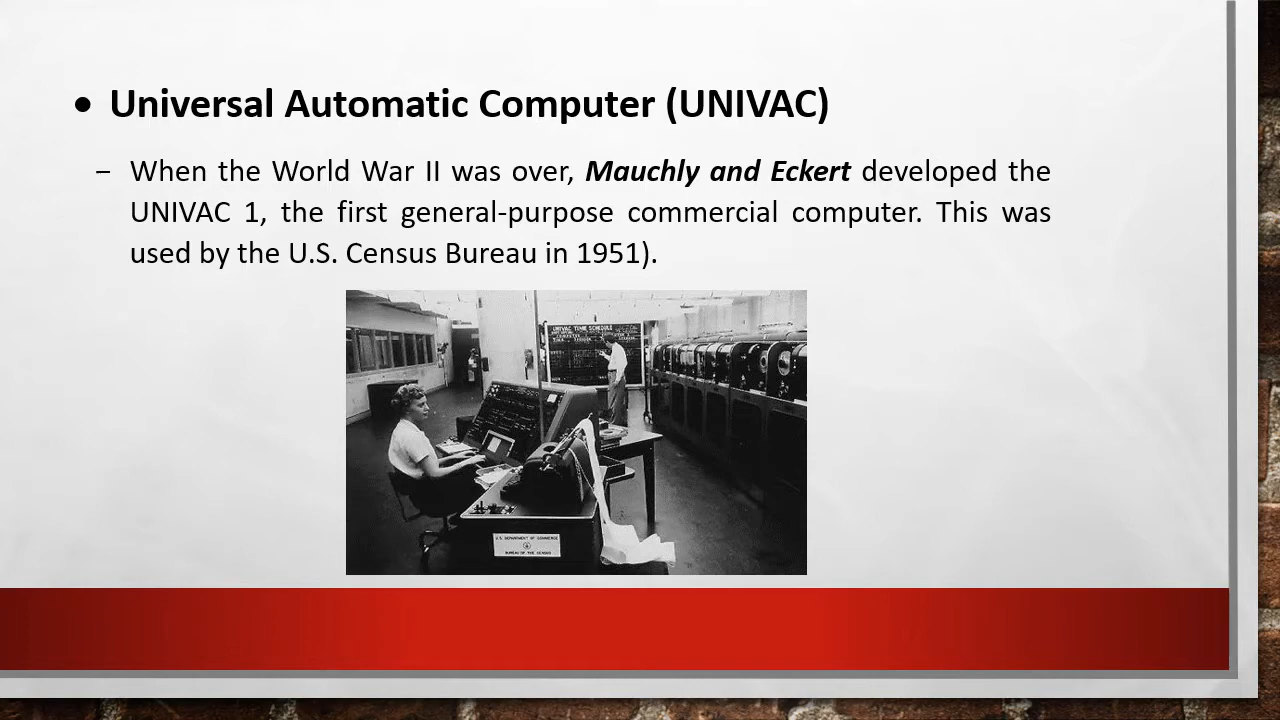 • Universal Automatic Computer (UNIVAC)
– When the World War II was over, Mauchly and Eckert developed the
UNIVAC 1, the first general-purpose commercial computer. This was
used by the U.S. Census Bureau in 1951).
UNIVAC TIME SCHEDULE
U.S. DEPARTMENT OF COMMERCE
BUREAU OF THE CENSUS